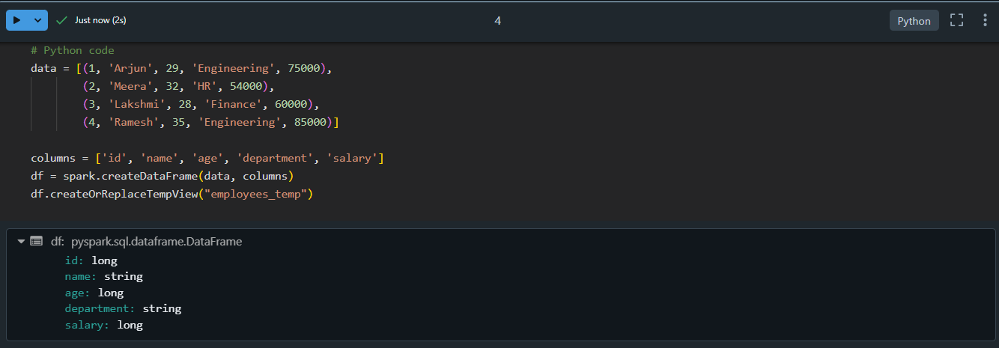 Just now (2s)
4
Python
# Python code
data = [(1, 'Arjun', 29, 'Engineering', 75000),
(2, 'Meera', 32, 'HR', 54000),
(3, 'Lakshmi', 28, 'Finance', 60000),
(4, 'Ramesh', 35, 'Engineering', 85000)]
columns = ['id', 'name', 'age', 'department', 'salary']
df = spark.createDataFrame(data, columns)
df.createOrReplaceTempView("employees_temp")
df: pyspark.sql.dataframe.DataFrame
id: long
name: string
age: long
department: string
salary: long